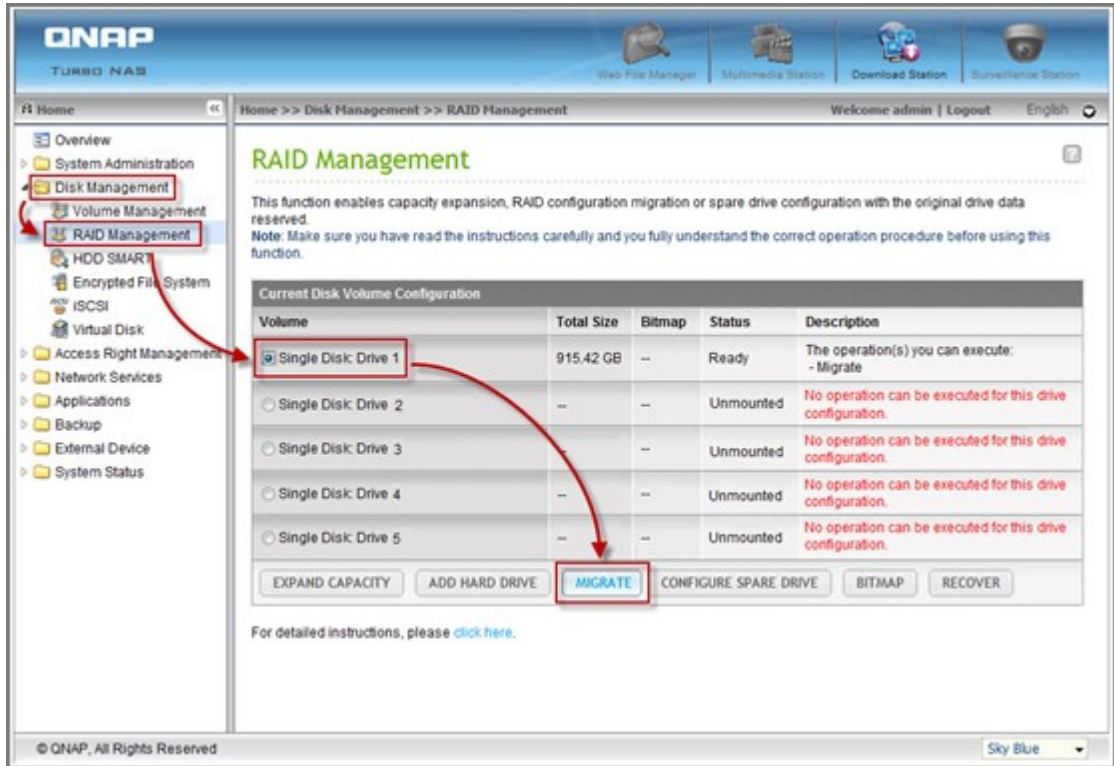 QNAP
TURBO NAS
Web File Manager
Multimedia Station
Download Station
Surveillance Station
Home
Home >> Disk Management >> RAID Management
Welcome admin | Logout
English
Overview
System Administration
Disk Management
Volume Management
RAID Management
HDD SMART
Encrypted File System
iSCSI
Virtual Disk
Access Right Management
Network Services
Applications
Backup
External Device
System Status
RAID Management
This function enables capacity expansion, RAID configuration migration or spare drive configuration with the original drive data
reserved.
Note: Make sure you have read the instructions carefully and you fully understand the correct operation procedure before using this
function.
Current Disk Volume Configuration
Volume Total Size Bitmap Status Description
Single Disk: Drive 1 915.42 GB -- Ready The operation(s) you can execute:
- Migrate
Single Disk: Drive 2 -- -- Unmounted No operation can be executed for this drive
configuration.
Single Disk: Drive 3 -- -- Unmounted No operation can be executed for this drive
configuration.
Single Disk: Drive 4 -- -- Unmounted No operation can be executed for this drive
configuration.
Single Disk: Drive 5 -- -- Unmounted No operation can be executed for this drive
configuration.
EXPAND CAPACITY ADD HARD DRIVE MIGRATE CONFIGURE SPARE DRIVE BITMAP RECOVER
For detailed instructions, please click here.
© QNAP, All Rights Reserved
Sky Blue